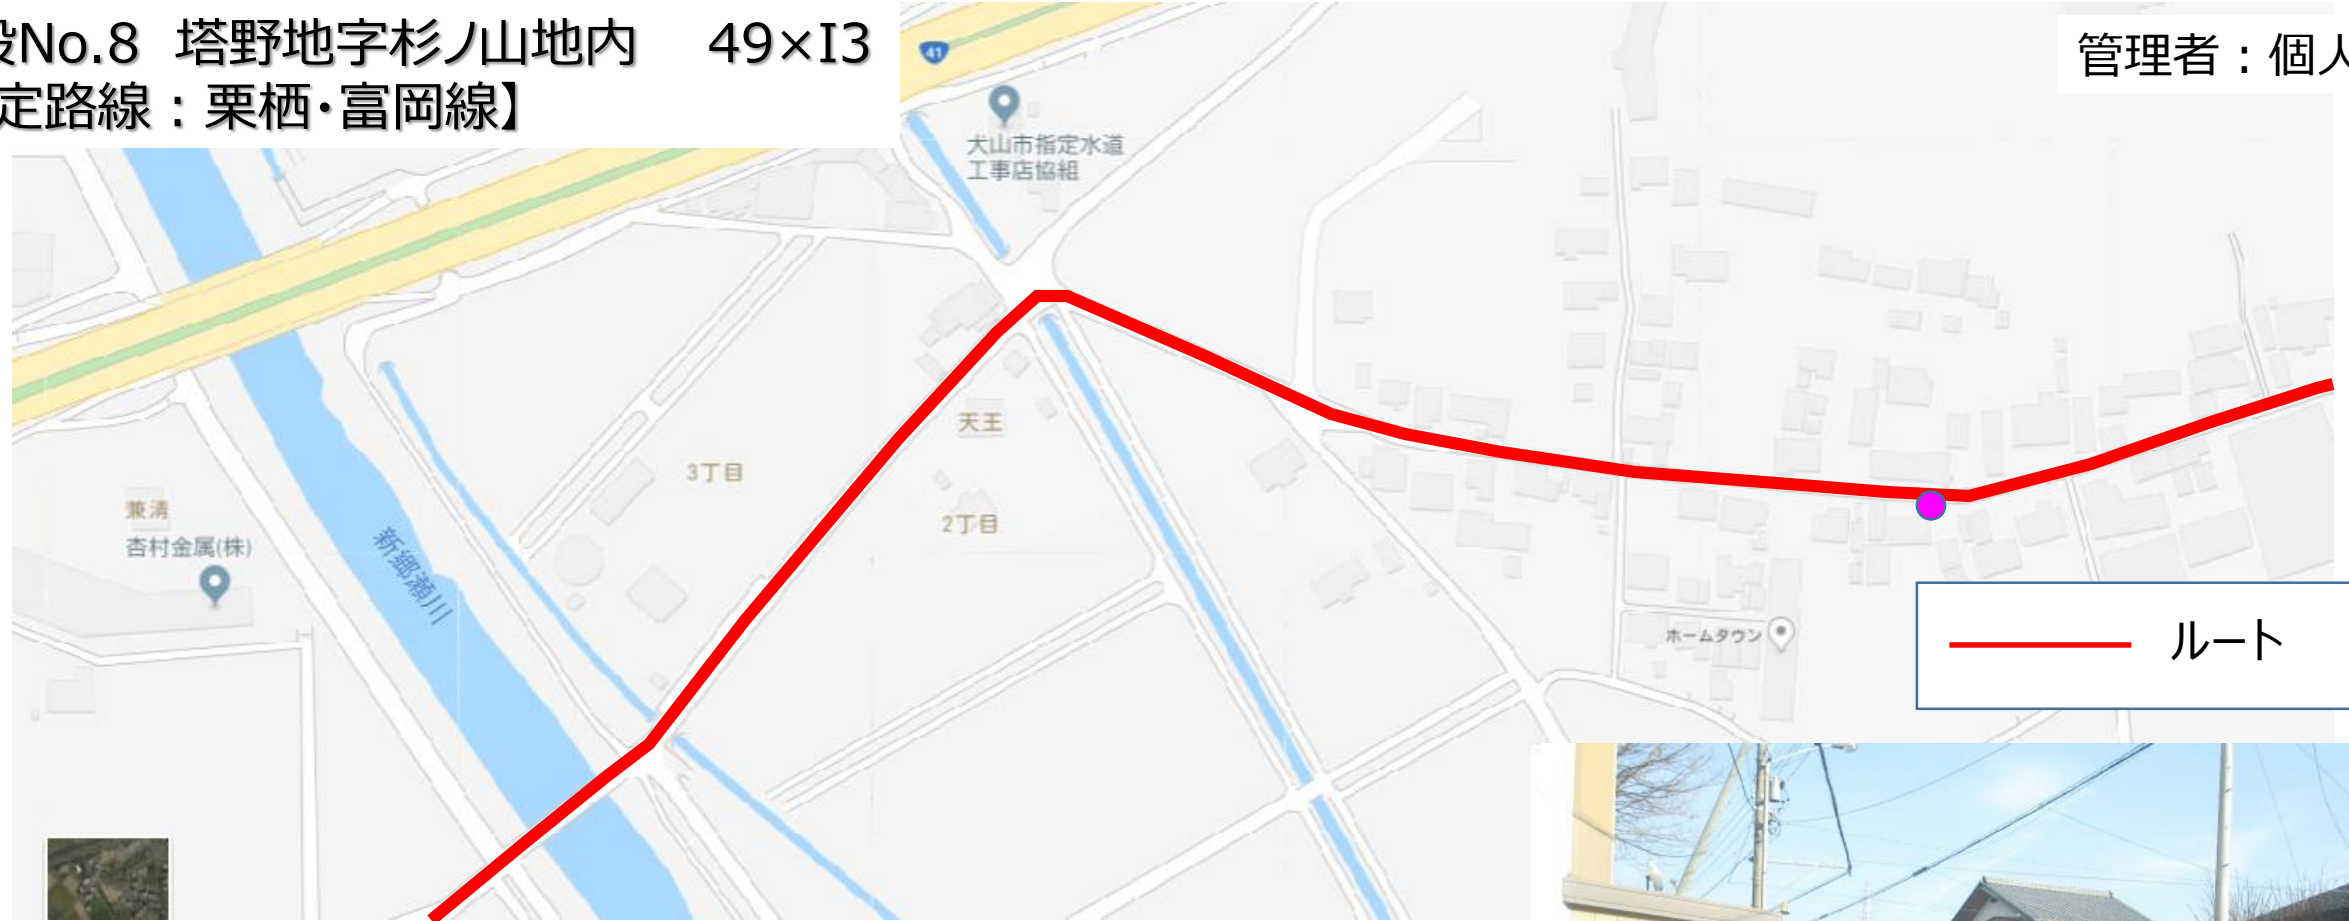 段No.8 塔野地字杉ノ山地内 49×I3
定路線：栗栖・富岡線】
管理者：個人
41
犬山市指定水道
工事店協組
天王
3丁目
2丁目
兼清
杏村金属(株)
新郷瀬川
ホームタウン
ルート